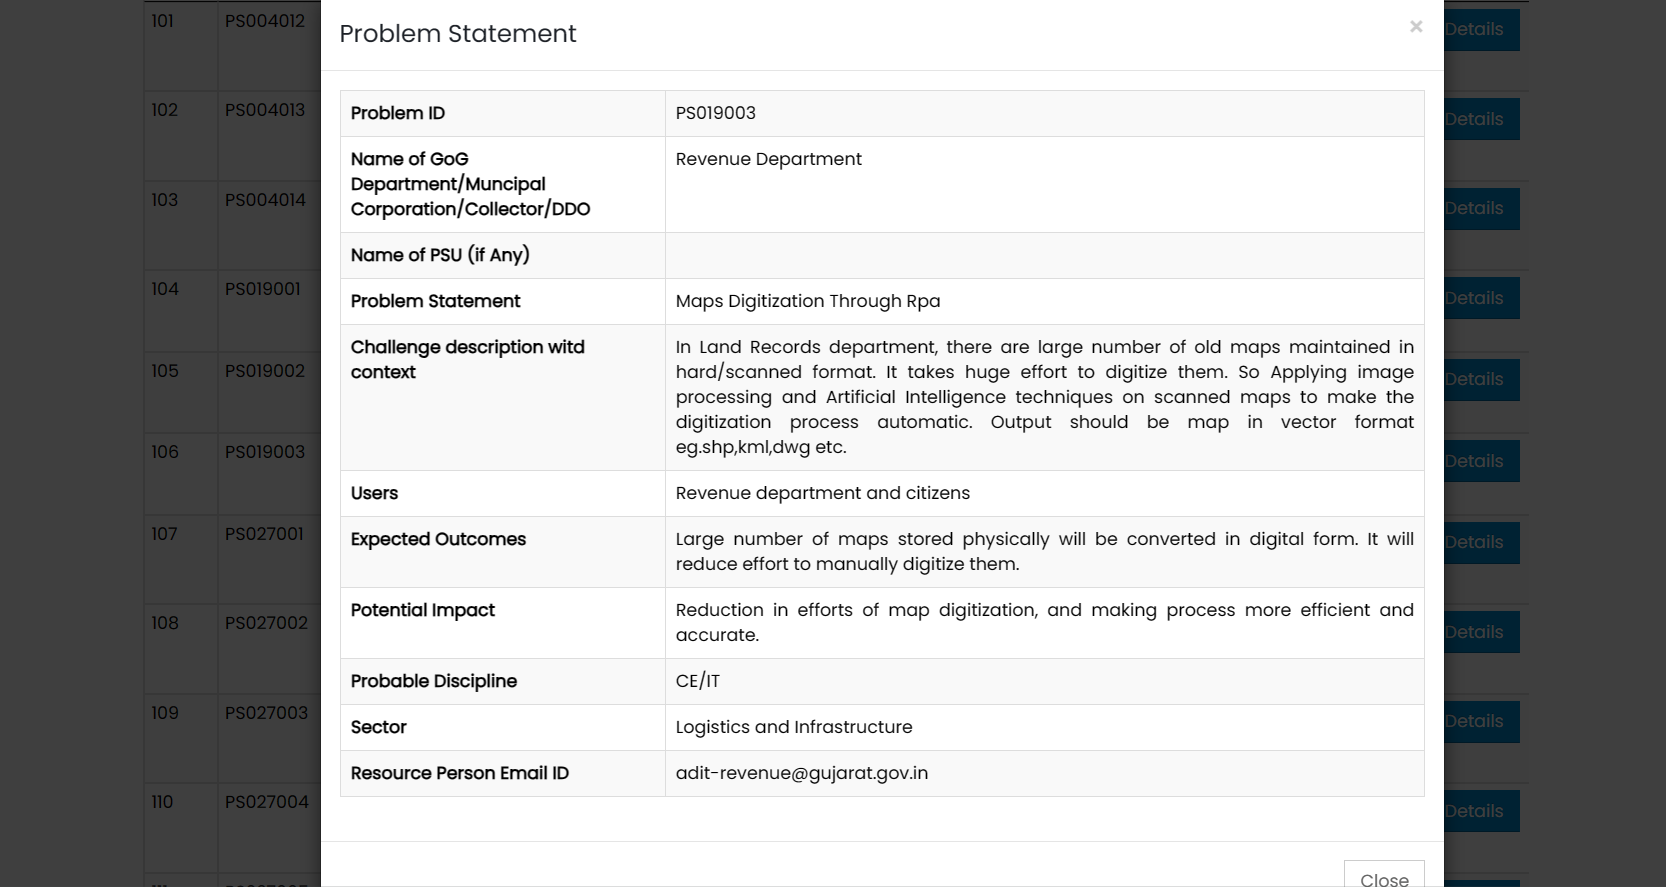 Problem Statement
×
Problem ID
PS019003
Name of GoG
Department/Muncipal
Corporation/Collector/DDO
Revenue Department
Name of PSU (if Any)
Problem Statement
Maps Digitization Through Rpa
Challenge description witd
context
In Land Records department, there are large number of old maps maintained in
hard/scanned format. It takes huge effort to digitize them. So Applying image
processing and Artificial Intelligence techniques on scanned maps to make the
digitization process automatic. Output should be map in vector format
eg.shp,kml,dwg etc.
Users
Revenue department and citizens
Expected Outcomes
Large number of maps stored physically will be converted in digital form. It will
reduce effort to manually digitize them.
Potential Impact
Reduction in efforts of map digitization, and making process more efficient and
accurate.
Probable Discipline
CE/IT
Sector
Logistics and Infrastructure
Resource Person Email ID
adit-revenue@gujarat.gov.in
Close
101 PS004012 Details
102 PS004013 Details
103 PS004014 Details
104 PS019001 Details
105 PS019002 Details
106 PS019003 Details
107 PS027001 Details
108 PS027002 Details
109 PS027003 Details
110 PS027004 Details